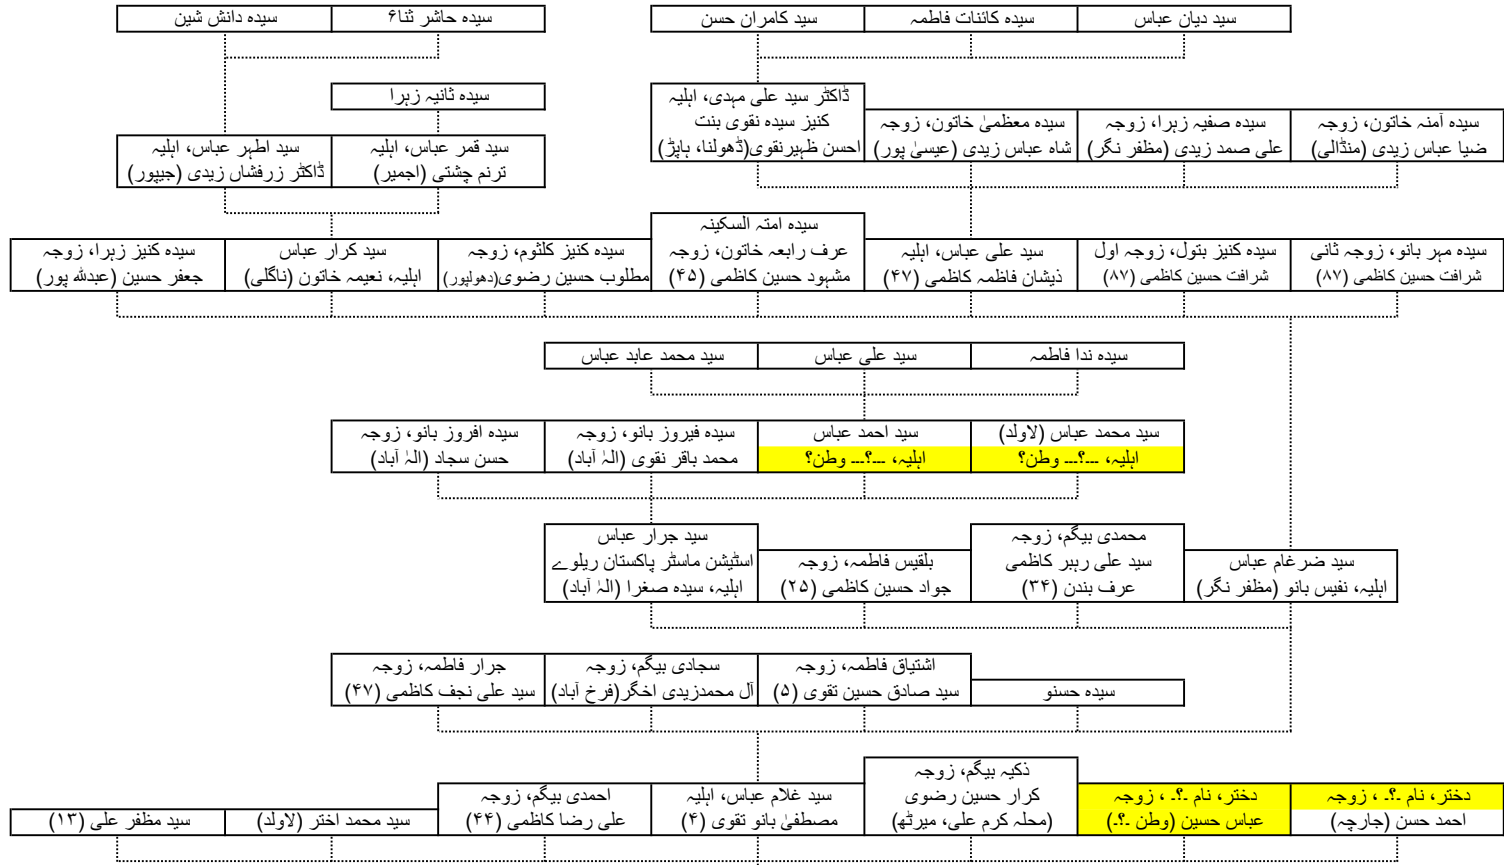 سید دیان عباس
سیدہ کائنات فاطمہ
سید کامران حسن
سیدہ حاشر ثنا۶
سیدہ دانش شین
سیدہ ثانیہ زہرا
سیدہ آمنہ خاتون، زوجہ
ضیا عباس زیدی (منڈالی)
سیدہ صفیہ زہرا، زوجہ
علی صمد زیدی (مظفر نگر)
سیدہ معظمیٰ خاتون، زوجہ
شاہ عباس زیدی (عیسیٰ پور)
ڈاکٹر سید علی مہدی، اہلیہ
کنیز سیدہ نقوی بنت
احسن ظہیرنقوی(ڈھولنا، ہاپڑ)
سید قمر عباس، اہلیہ
ترنم چشتی (اجمیر)
سید اطہر عباس، اہلیہ
ڈاکٹر زرفشاں زیدی (جیپور)
سیدہ مہر بانو، زوجہ ثانی
شرافت حسین کاظمی (۸۷)
سیدہ کنیز بتول، زوجہ اول
شرافت حسین کاظمی (۸۷)
سید علی عباس، اہلیہ
ذیشان فاطمہ کاظمی (۴۷)
سیدہ امتہ السکینہ
عرف رابعہ خاتون، زوجہ
مشہود حسین کاظمی (۴۵)
سیدہ کنیز کلثوم، زوجہ
مطلوب حسین رضوی(دھولپور)
سید کرار عباس
اہلیہ، نعیمہ خاتون (ناگلی)
سیدہ کنیز زہرا، زوجہ
جعفر حسین (عبداللہ پور)
سیدہ ندا فاطمہ
سید علی عباس
سید محمد عابد عباس
سید محمد عباس (لاولد)
اہلیہ، ---؟--- وطن؟
سید احمد عباس
اہلیہ، ---؟--- وطن؟
سیدہ فیروز بانو، زوجہ
محمد باقر نقوی (الہٰ آباد)
سیدہ افروز بانو، زوجہ
حسن سجاد (الہٰ آباد)
سید ضرغام عباس
اہلیہ، نفیس بانو (مظفر نگر)
محمدی بیگم، زوجہ
سید علی رہبر کاظمی
عرف بندن (۳۴)
بلقیس فاطمہ، زوجہ
جواد حسین کاظمی (۲۵)
سید جرار عباس
اسٹیشن ماسٹر پاکستان ریلوے
اہلیہ، سیدہ صغرا (الہٰ آباد)
سیدہ حسنو
اشتیاق فاطمہ، زوجہ
سید صادق حسین تقوی (۵)
سجادی بیگم، زوجہ
آل محمدزیدی اخگر(فرخ آباد)
جرار فاطمہ، زوجہ
سید علی نجف کاظمی (۴۷)
دختر، نام -؟- ، زوجہ
احمد حسن (جارچہ)
دختر، نام -؟- ، زوجہ
عباس حسین (وطن -؟-)
ذکیہ بیگم، زوجہ
کرار حسین رضوی
(محلہ کرم علی، میرٹھ)
سید غلام عباس، اہلیہ
مصطفیٰ بانو تقوی (۴)
احمدی بیگم، زوجہ
علی رضا کاظمی (۴۴)
سید محمد اختر (لاولد)
سید مظفر علی (۱۳)